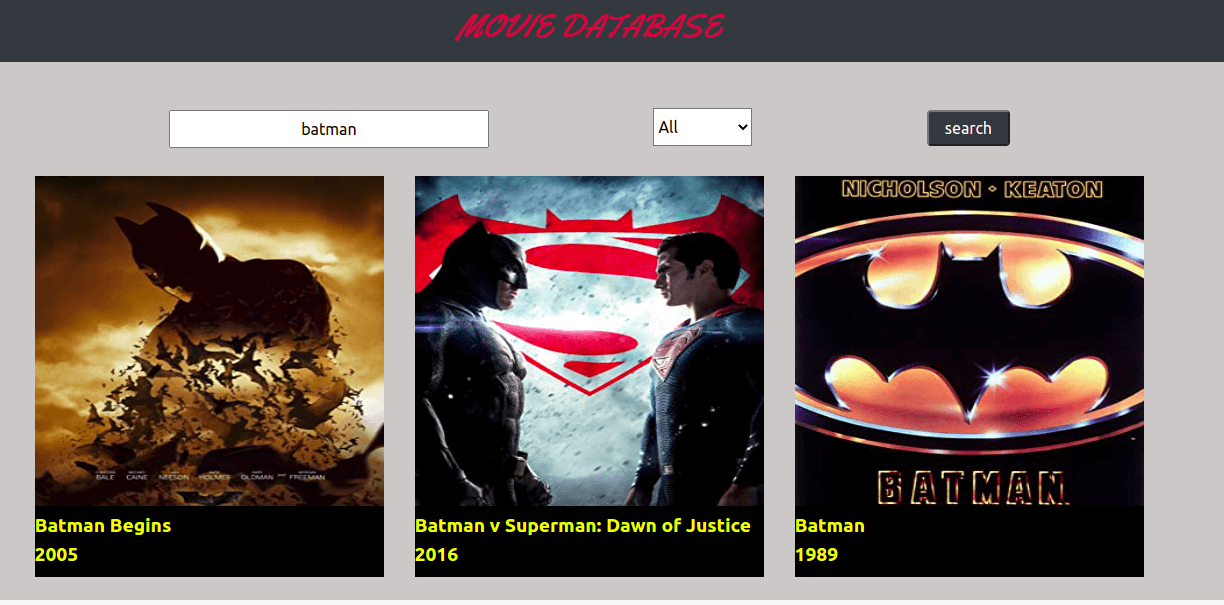 MOVIE DATABASE
batman
All
search
NICHOLSON · KEATON
BALE CAINE NEESON HOLMES OLDMAN AND FREEMAN
BATMAN
Batman Begins
2005
Batman v Superman: Dawn of Justice
2016
Batman
1989